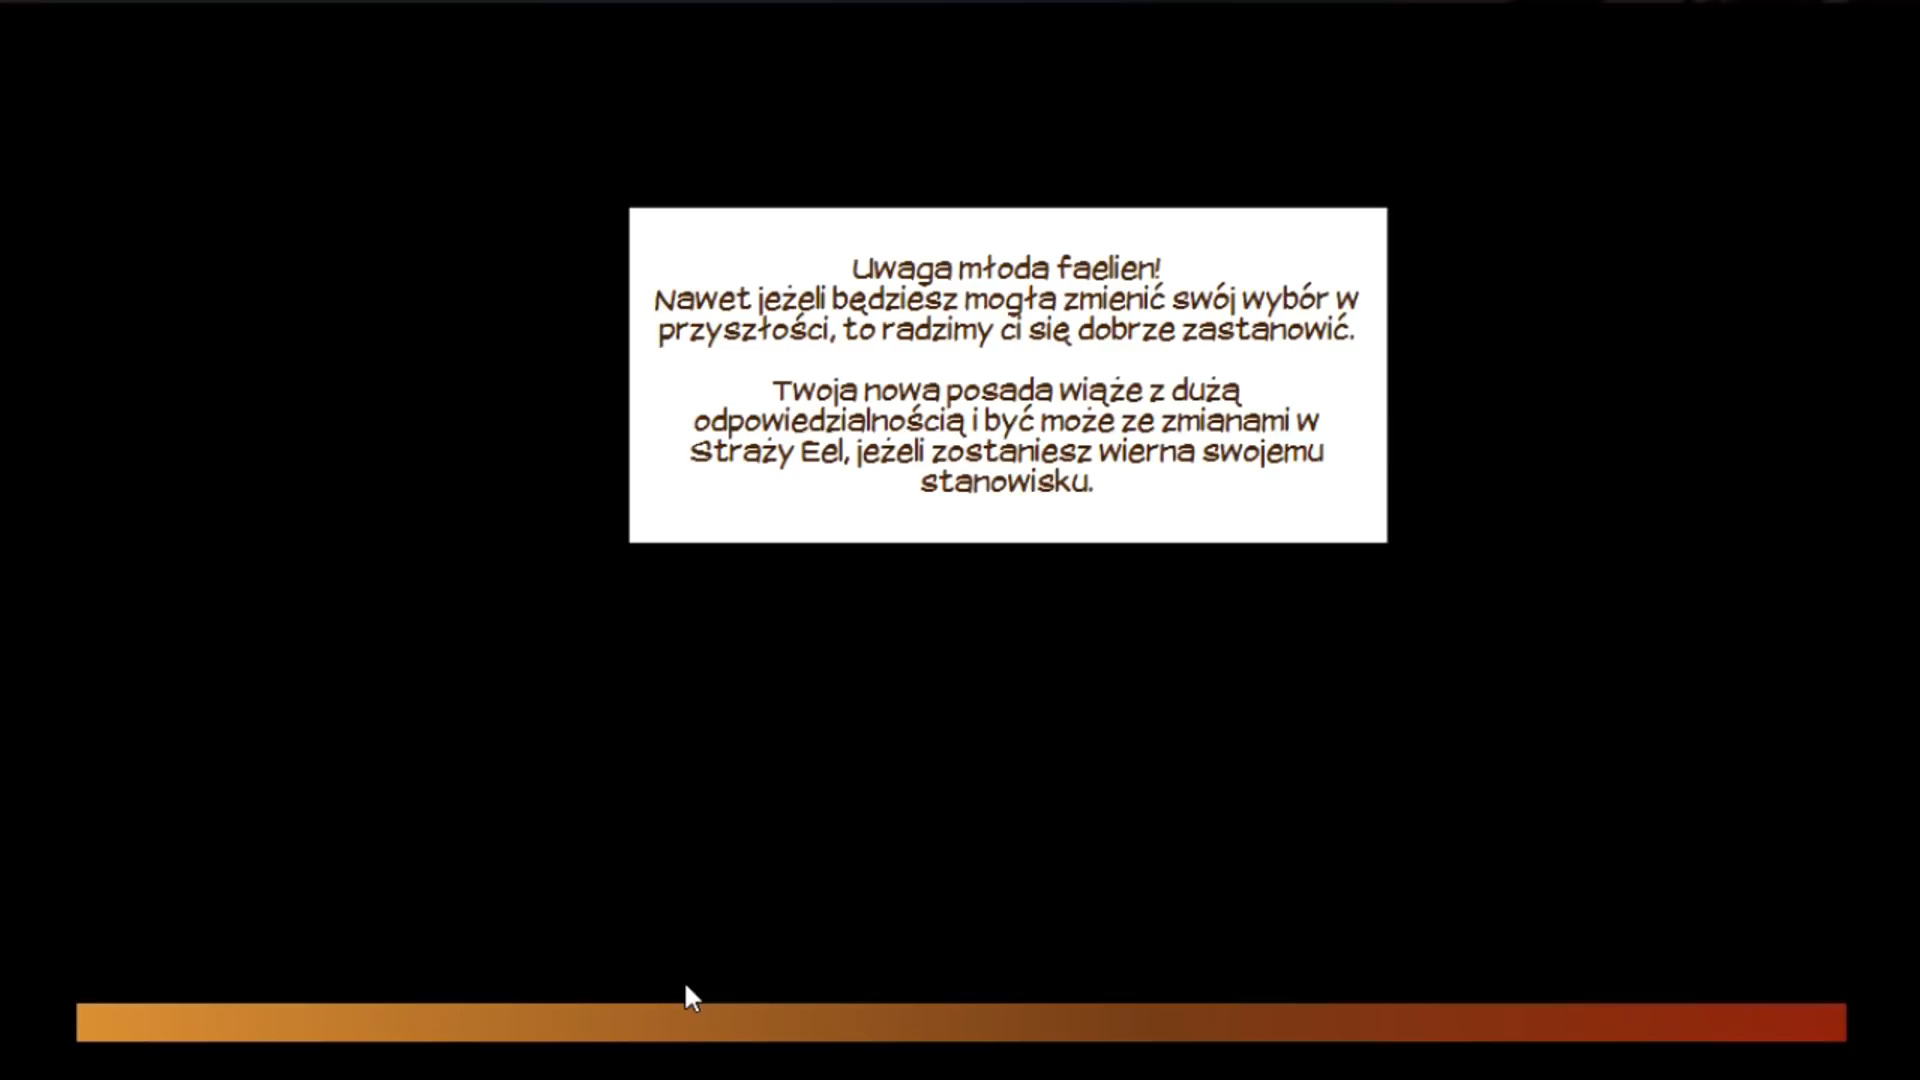 Uwaga młoda faelien!
Nawet jeżeli będziesz mogła zmienić swój wybór w
przyszłości, to radzimy ci się dobrze zastanowić.
Twoja nowa posada wiąże z dużą
odpowiedzialnością i być może ze zmianami w
Straży Eel, jeżeli zostaniesz wierna swojemu
stanowisku.